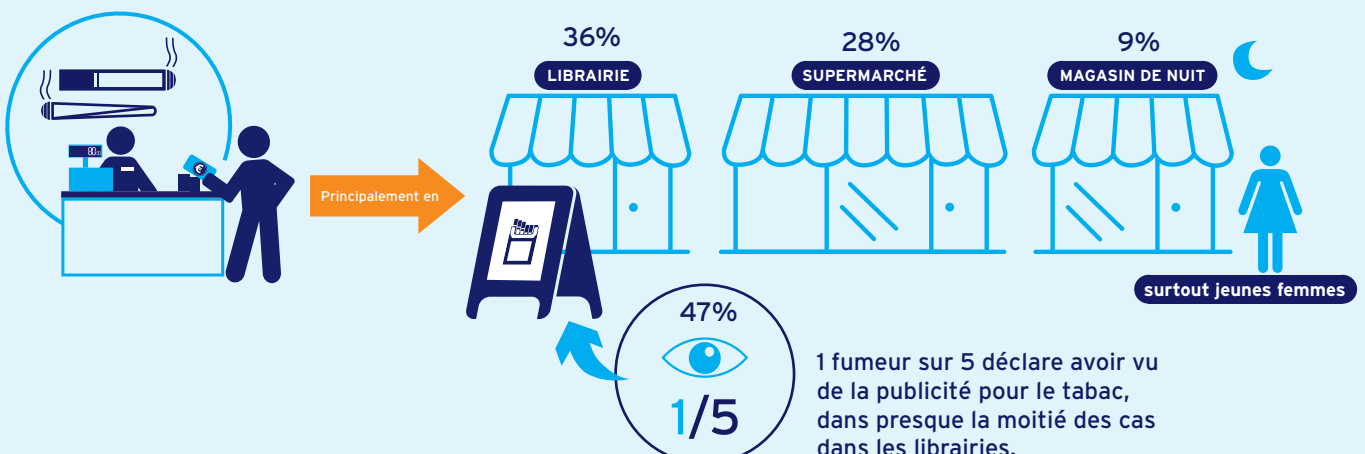 36%
LIBRAIRIE
28%
SUPERMARCHÉ
9%
MAGASIN DE NUIT
80
Principalement en
surtout jeunes femmes
47%
1/5
1 fumeur sur 5 déclare avoir vu
de la publicité pour le tabac,
dans presque la moitié des cas
dans les librairies.